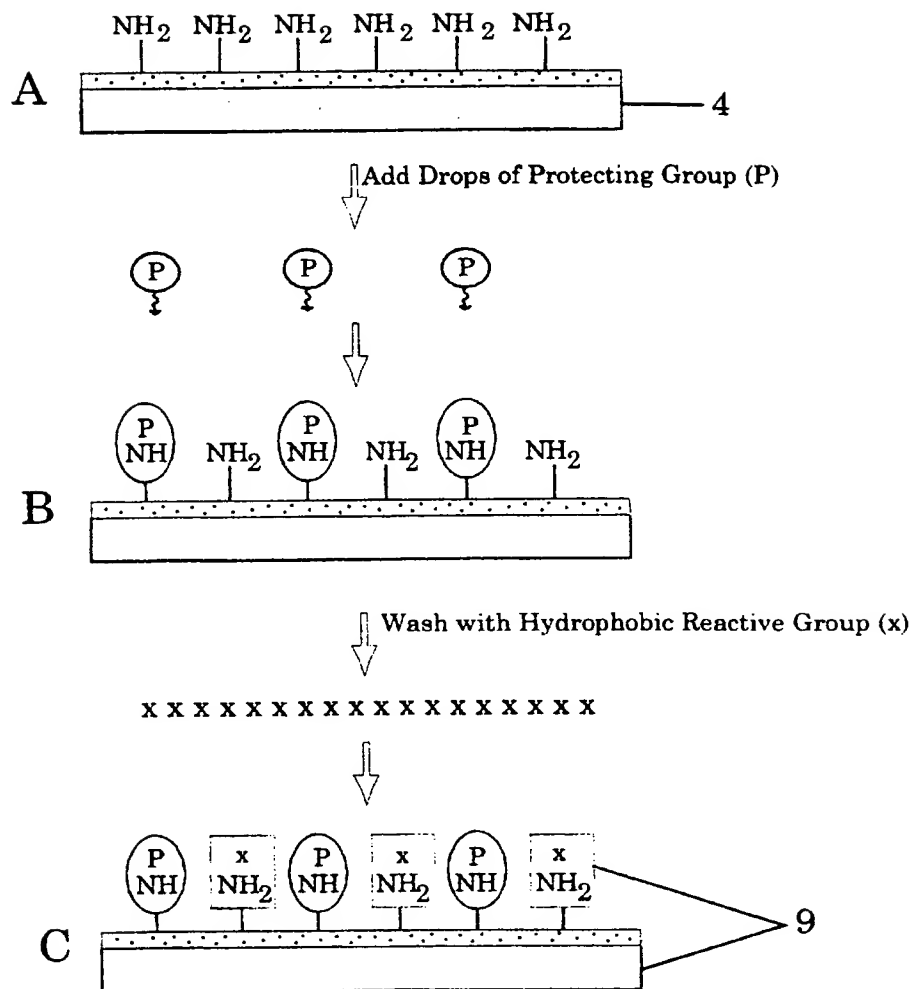 NH2 NH2 NH2 NH2 NH2 NH2
A
4
Add Drops of Protecting Group (P)
P P P
P P P
NH NH2 NH NH2 NH NH2
B
Wash with Hydrophobic Reactive Group (x)
x x x x x x x x x x x x x x x x x
P x P x P x
NH NH2 NH NH2 NH NH2
9
C